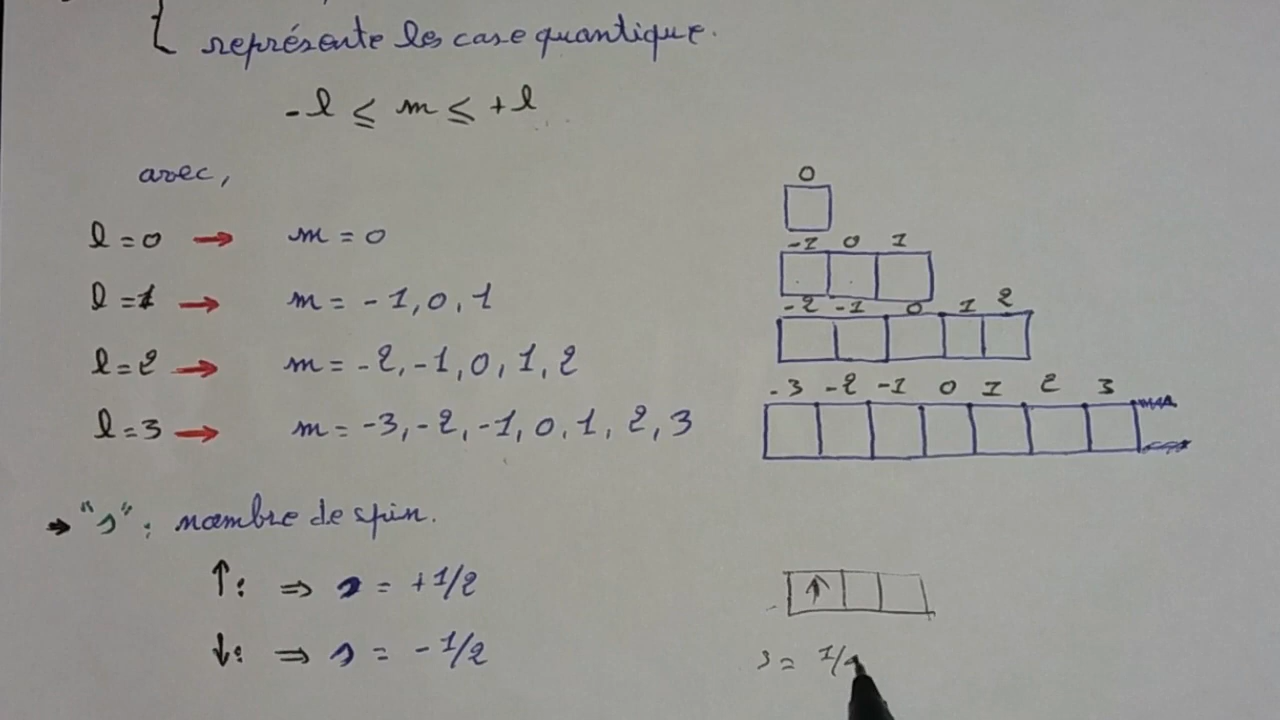 représente les case quantique.
-l ≤ m ≤ +l
avec,
0
l = 0 → m = 0
-1 0 1
l = 1 → m = -1, 0, 1
-2 -1 0 1 2
l = 2 → m = -2, -1, 0, 1, 2
-3 -2 -1 0 1 2 3
l = 3 → m = -3, -2, -1, 0, 1, 2, 3
→ "s" : nombre de spin.
↑: ⇒ s = +1/2
↑
↓: ⇒ s = -1/2
s = 1/